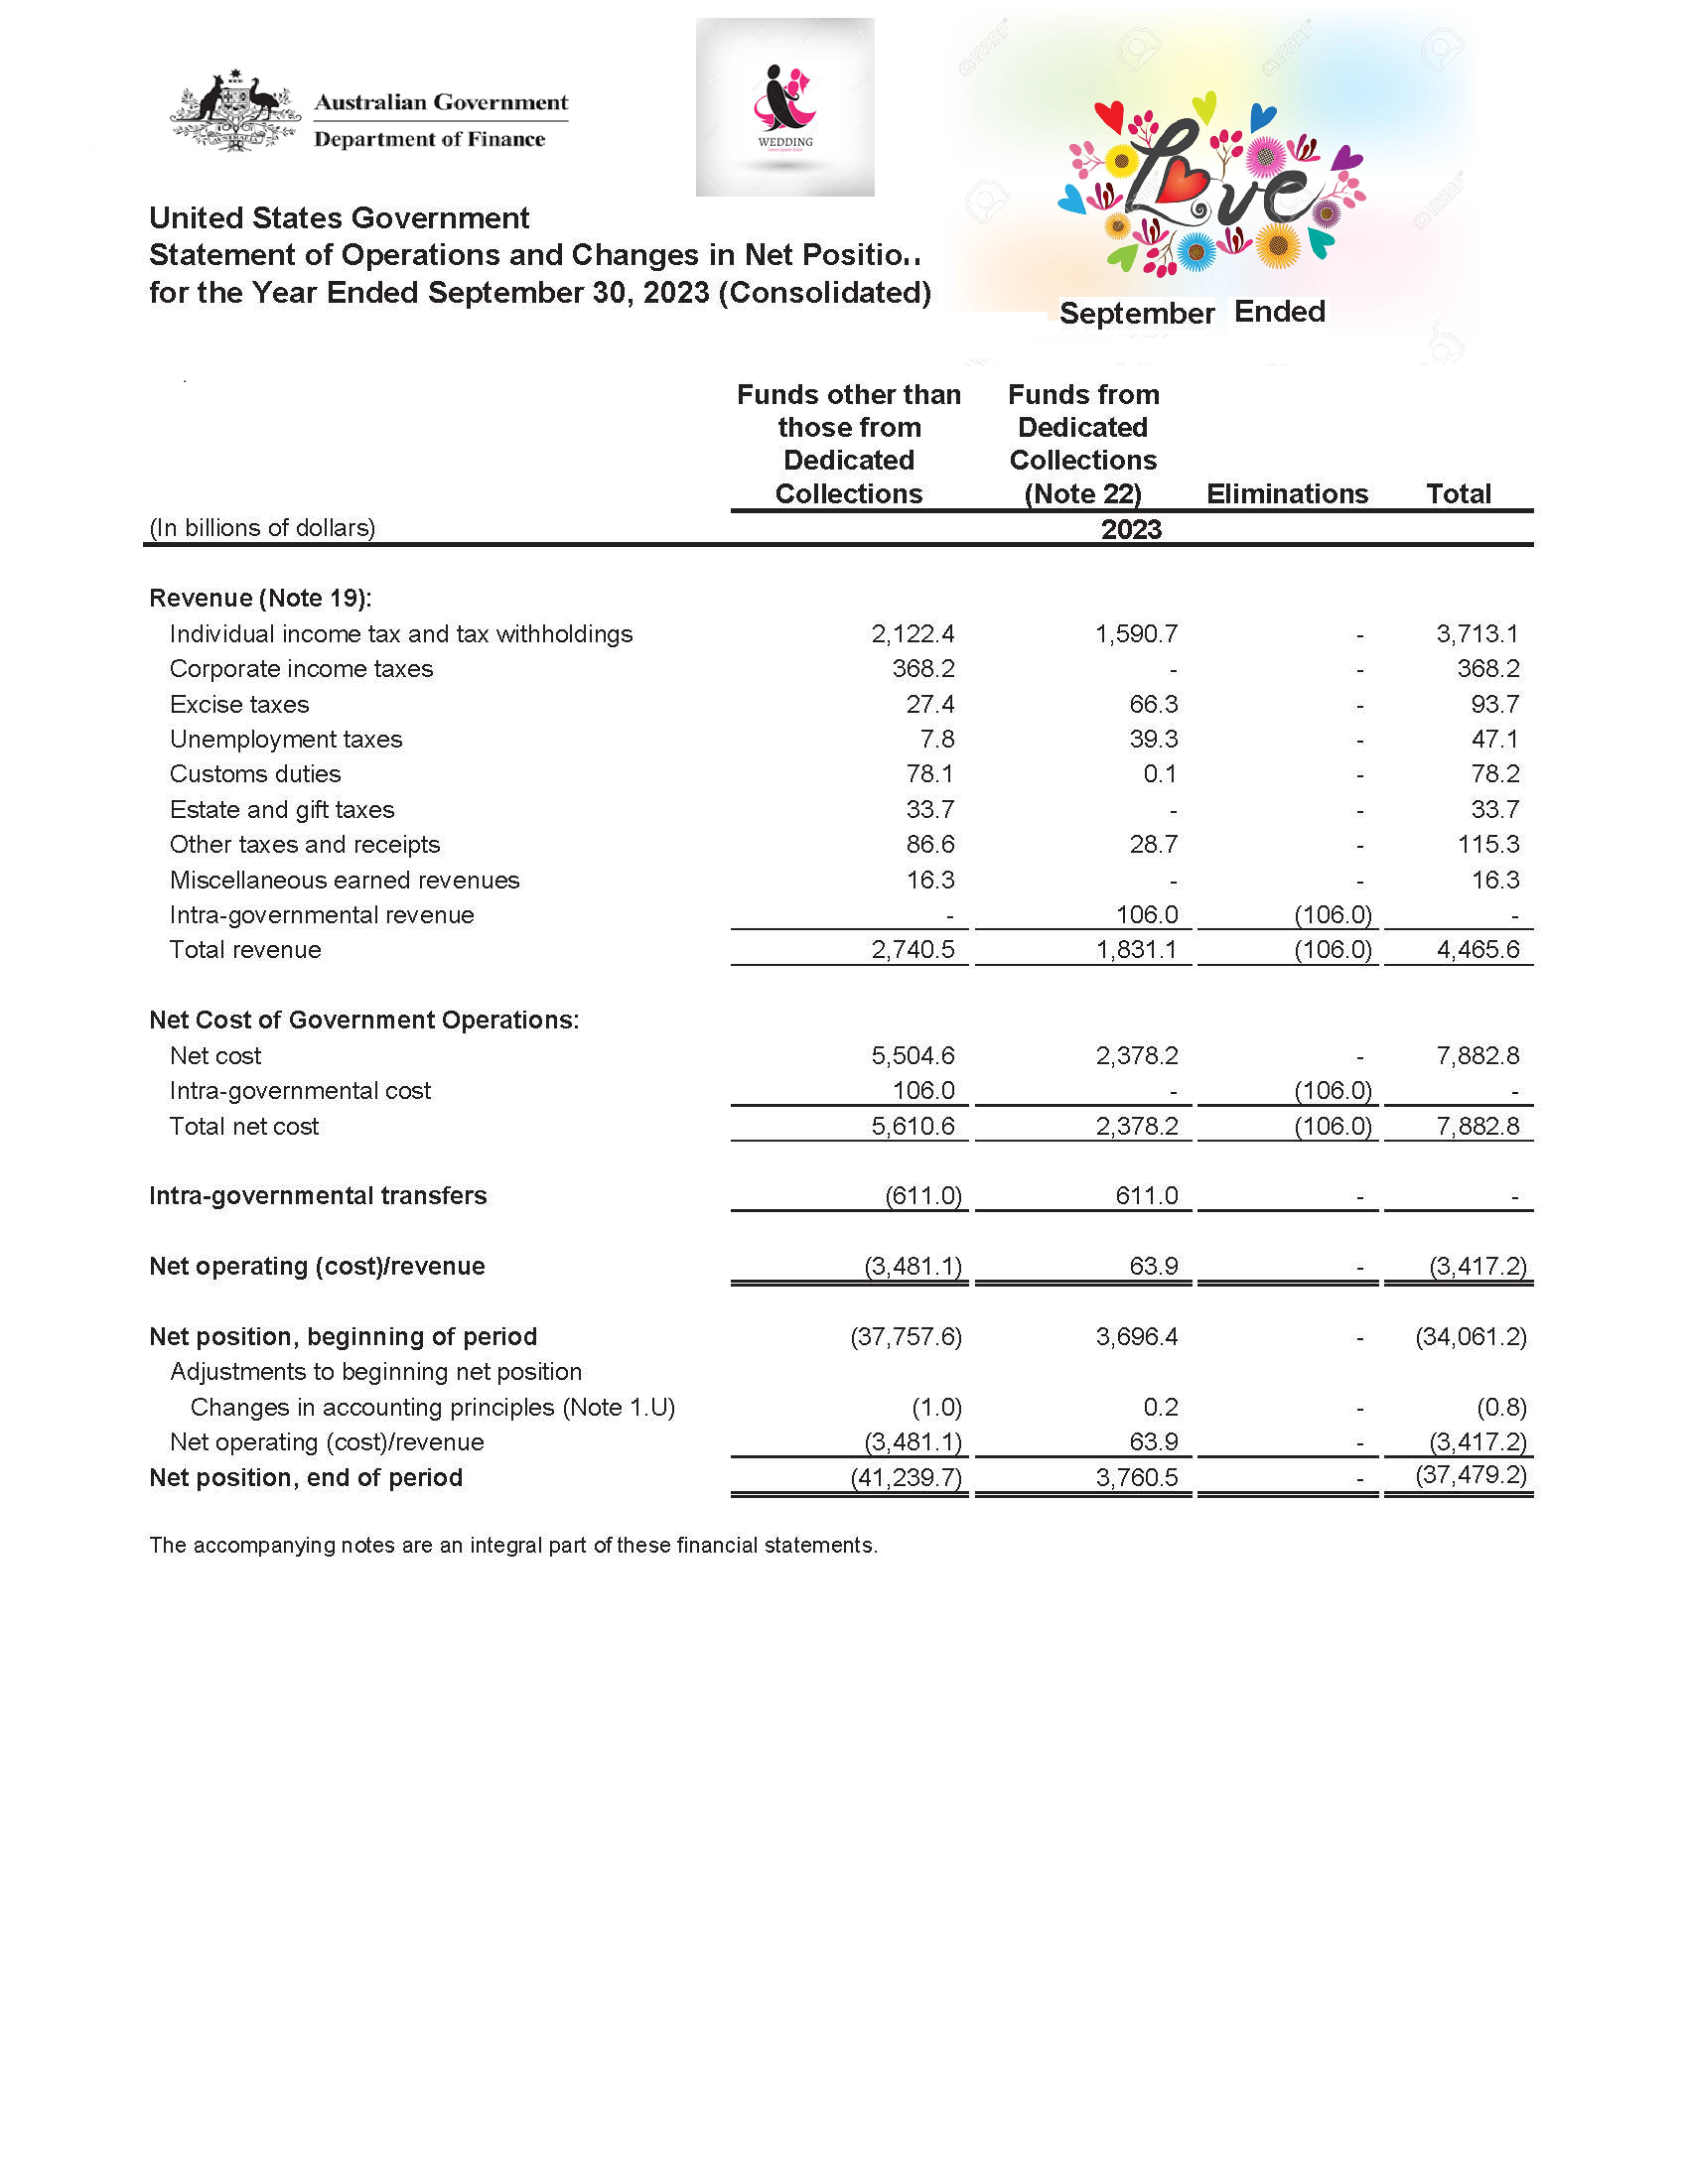 Australian Government
Department of Finance
WEDDING
Love
United States Government
Statement of Operations and Changes in Net Position
for the Year Ended September 30, 2023 (Consolidated)
September Ended
Funds other than those from Dedicated Collections
Funds from Dedicated Collections (Note 22)
Eliminations
Total
(In billions of dollars) 2023
Revenue (Note 19):
Individual income tax and tax withholdings 2,122.4 1,590.7 - 3,713.1
Corporate income taxes 368.2 - - 368.2
Excise taxes 27.4 66.3 - 93.7
Unemployment taxes 7.8 39.3 - 47.1
Customs duties 78.1 0.1 - 78.2
Estate and gift taxes 33.7 - - 33.7
Other taxes and receipts 86.6 28.7 - 115.3
Miscellaneous earned revenues 16.3 - - 16.3
Intra-governmental revenue - 106.0 (106.0) -
Total revenue 2,740.5 1,831.1 (106.0) 4,465.6
Net Cost of Government Operations:
Net cost 5,504.6 2,378.2 - 7,882.8
Intra-governmental cost 106.0 - (106.0) -
Total net cost 5,610.6 2,378.2 (106.0) 7,882.8
Intra-governmental transfers (611.0) 611.0 - -
Net operating (cost)/revenue (3,481.1) 63.9 - (3,417.2)
Net position, beginning of period (37,757.6) 3,696.4 - (34,061.2)
Adjustments to beginning net position
Changes in accounting principles (Note 1.U) (1.0) 0.2 - (0.8)
Net operating (cost)/revenue (3,481.1) 63.9 - (3,417.2)
Net position, end of period (41,239.7) 3,760.5 - (37,479.2)
The accompanying notes are an integral part of these financial statements.